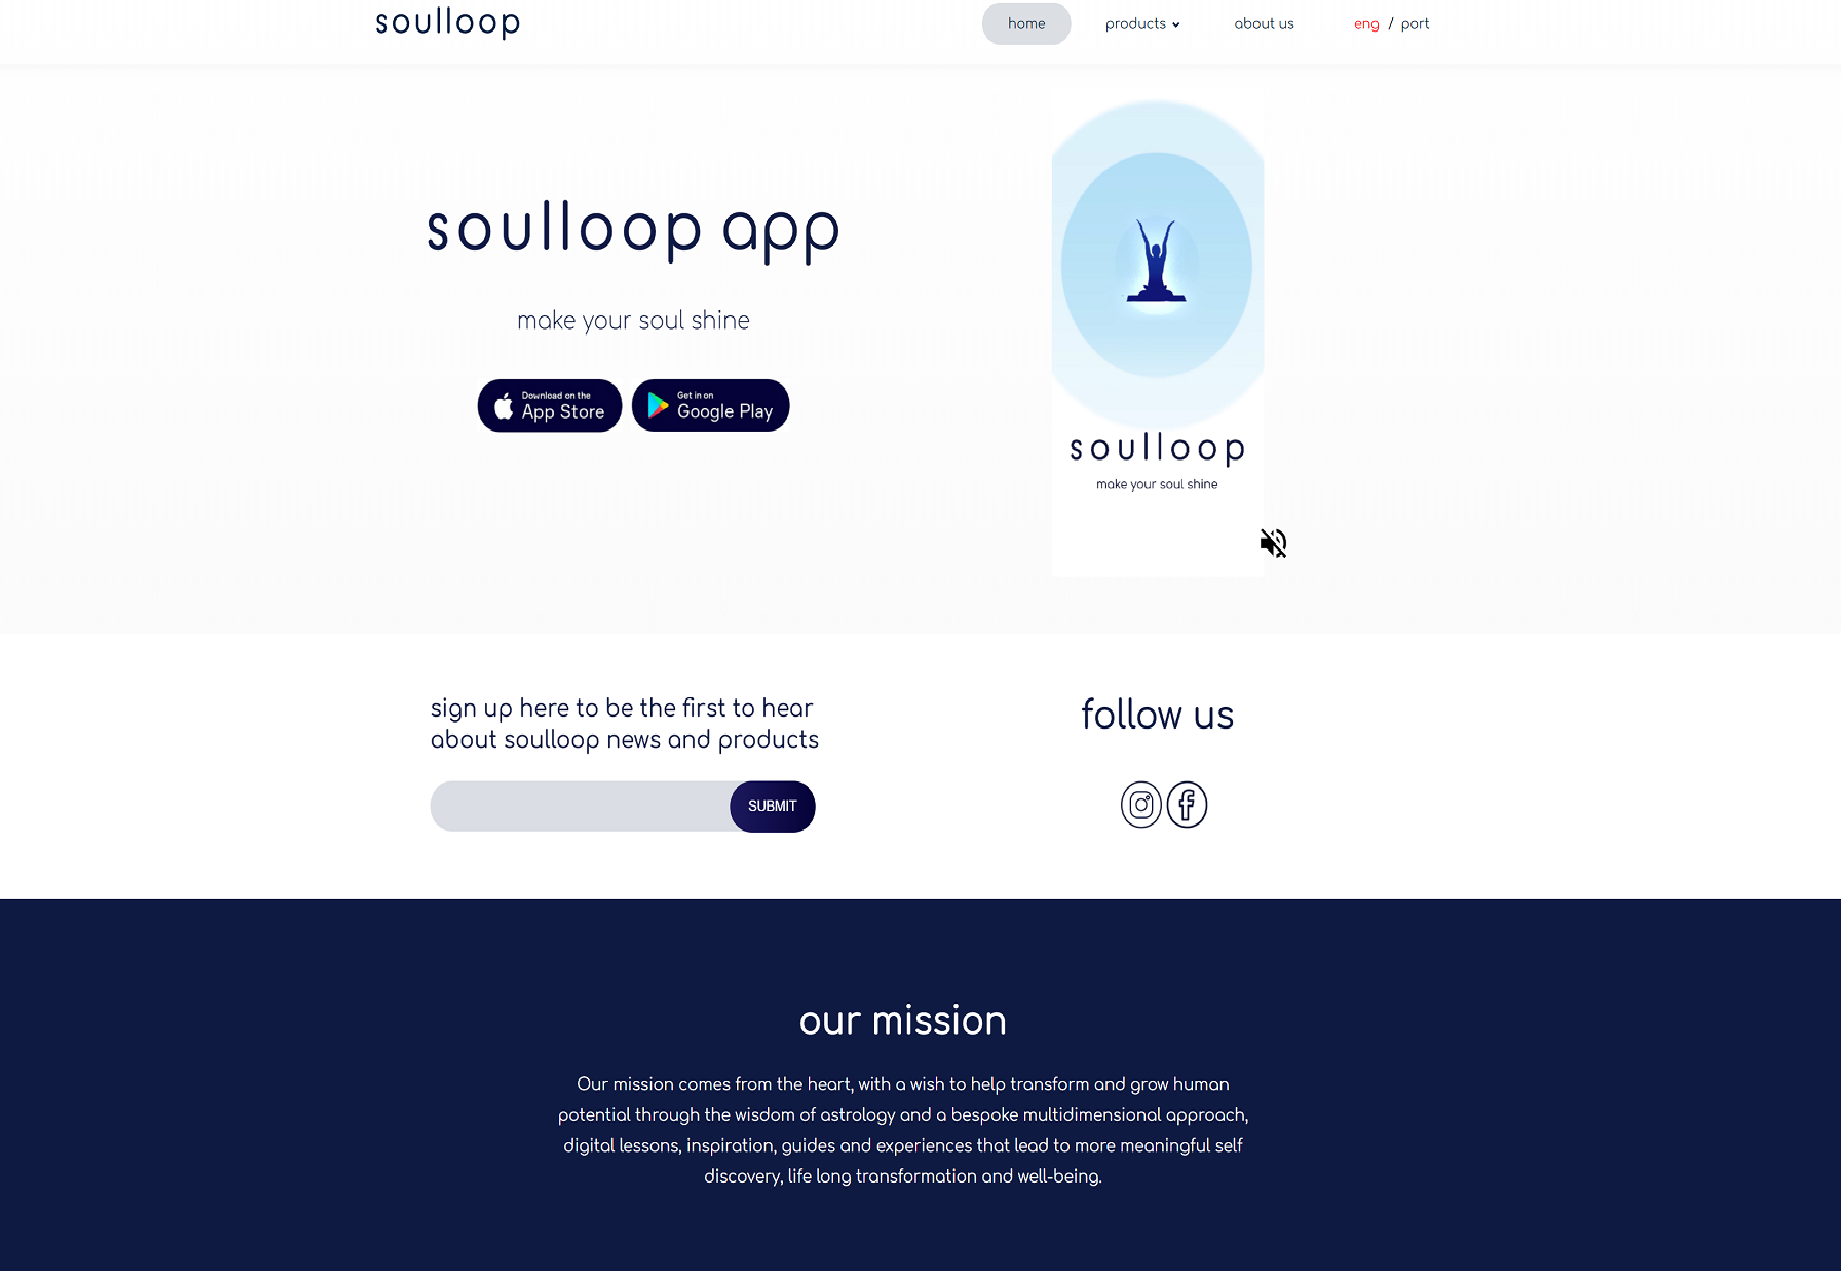 soulloop
home
products
about us
eng / port
soulloop app
make your soul shine
Download on the
App Store
Get in on
Google Play
soulloop
make your soul shine
sign up here to be the first to hear
about soulloop news and products
SUBMIT
follow us
our mission
Our mission comes from the heart, with a wish to help transform and grow human
potential through the wisdom of astrology and a bespoke multidimensional approach,
digital lessons, inspiration, guides and experiences that lead to more meaningful self
discovery, life long transformation and well-being.